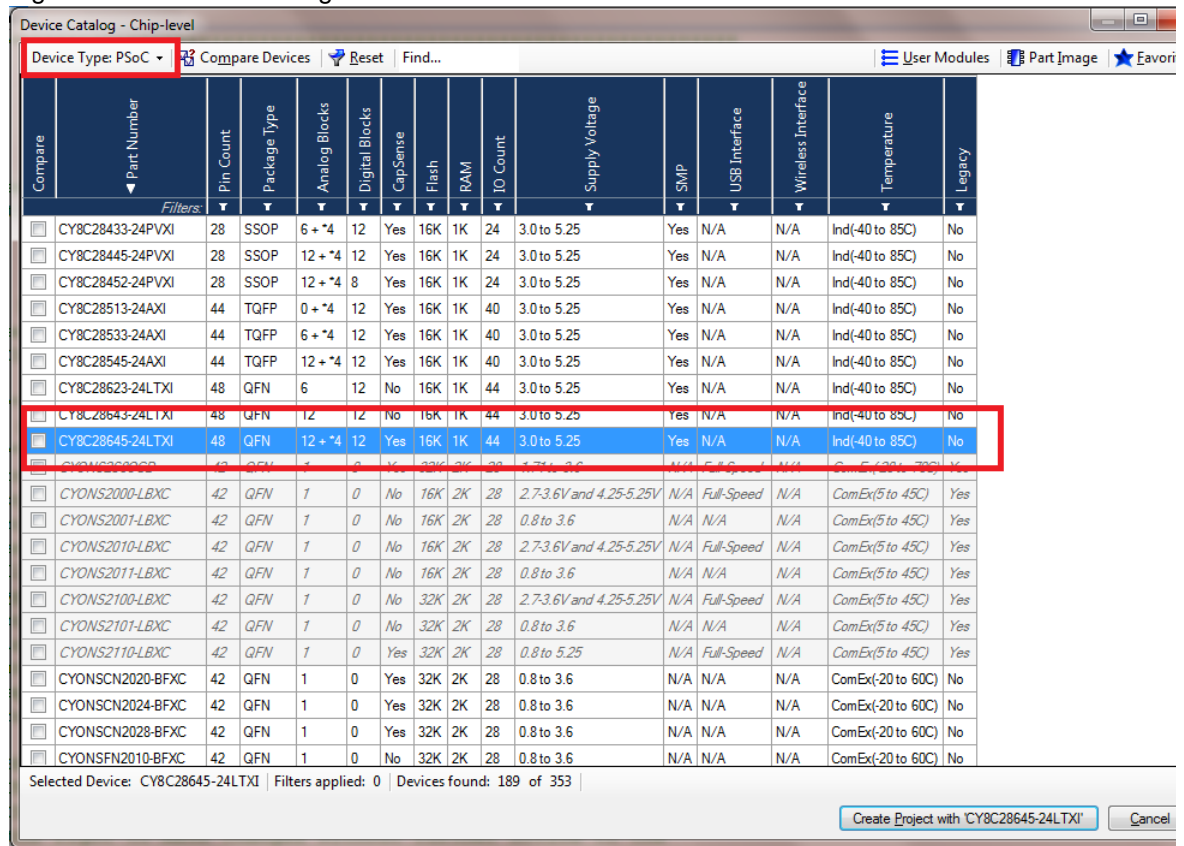 Device Catalog - Chip-level
Device Type: PSoC Compare Devices Reset Find... User Modules Part Image Favori
Compare Part Number Pin Count Package Type Analog Blocks Digital Blocks CapSense Flash RAM IO Count Supply Voltage SMP USB Interface Wireless Interface Temperature Legacy
Filters:
CY8C28433-24PVXI 28 SSOP 6 + *4 12 Yes 16K 1K 24 3.0 to 5.25 Yes N/A N/A Ind(-40 to 85C) No
CY8C28445-24PVXI 28 SSOP 12 + *4 12 Yes 16K 1K 24 3.0 to 5.25 Yes N/A N/A Ind(-40 to 85C) No
CY8C28452-24PVXI 28 SSOP 12 + *4 8 Yes 16K 1K 24 3.0 to 5.25 Yes N/A N/A Ind(-40 to 85C) No
CY8C28513-24AXI 44 TQFP 0 + *4 12 Yes 16K 1K 40 3.0 to 5.25 Yes N/A N/A Ind(-40 to 85C) No
CY8C28533-24AXI 44 TQFP 6 + *4 12 Yes 16K 1K 40 3.0 to 5.25 Yes N/A N/A Ind(-40 to 85C) No
CY8C28545-24AXI 44 TQFP 12 + *4 12 Yes 16K 1K 40 3.0 to 5.25 Yes N/A N/A Ind(-40 to 85C) No
CY8C28623-24LTXI 48 QFN 6 12 No 16K 1K 44 3.0 to 5.25 Yes N/A N/A Ind(-40 to 85C) No
CY8C28643-24LTXI 48 QFN 12 12 No 16K 1K 44 3.0 to 5.25 Yes N/A N/A Ind(-40 to 85C) No
CY8C28645-24LTXI 48 QFN 12 + *4 12 Yes 16K 1K 44 3.0 to 5.25 Yes N/A N/A Ind(-40 to 85C) No
CYONS2000-LBXC 42 QFN 1 0 No 16K 2K 28 2.7-3.6V and 4.25-5.25V N/A Full-Speed N/A ComEx(5 to 45C) Yes
CYONS2001-LBXC 42 QFN 1 0 No 16K 2K 28 0.8 to 3.6 N/A N/A N/A ComEx(5 to 45C) Yes
CYONS2010-LBXC 42 QFN 1 0 No 16K 2K 28 2.7-3.6V and 4.25-5.25V N/A Full-Speed N/A ComEx(5 to 45C) Yes
CYONS2011-LBXC 42 QFN 1 0 No 16K 2K 28 0.8 to 3.6 N/A N/A N/A ComEx(5 to 45C) Yes
CYONS2100-LBXC 42 QFN 1 0 No 32K 2K 28 2.7-3.6V and 4.25-5.25V N/A Full-Speed N/A ComEx(5 to 45C) Yes
CYONS2101-LBXC 42 QFN 1 0 No 32K 2K 28 0.8 to 3.6 N/A N/A N/A ComEx(5 to 45C) Yes
CYONS2110-LBXC 42 QFN 1 0 Yes 32K 2K 28 0.8 to 5.25 N/A Full-Speed N/A ComEx(5 to 45C) Yes
CYONSCN2020-BFXC 42 QFN 1 0 Yes 32K 2K 28 0.8 to 3.6 N/A N/A N/A ComEx(-20 to 60C) No
CYONSCN2024-BFXC 42 QFN 1 0 Yes 32K 2K 28 0.8 to 3.6 N/A N/A N/A ComEx(-20 to 60C) No
CYONSCN2028-BFXC 42 QFN 1 0 Yes 32K 2K 28 0.8 to 3.6 N/A N/A N/A ComEx(-20 to 60C) No
CYONSFN2010-BFXC 42 QFN 1 0 No 32K 2K 28 0.8 to 3.6 N/A N/A N/A ComEx(-20 to 60C) No
Selected Device: CY8C28645-24LTXI Filters applied: 0 Devices found: 189 of 353
Create Project with 'CY8C28645-24LTXI' Cancel